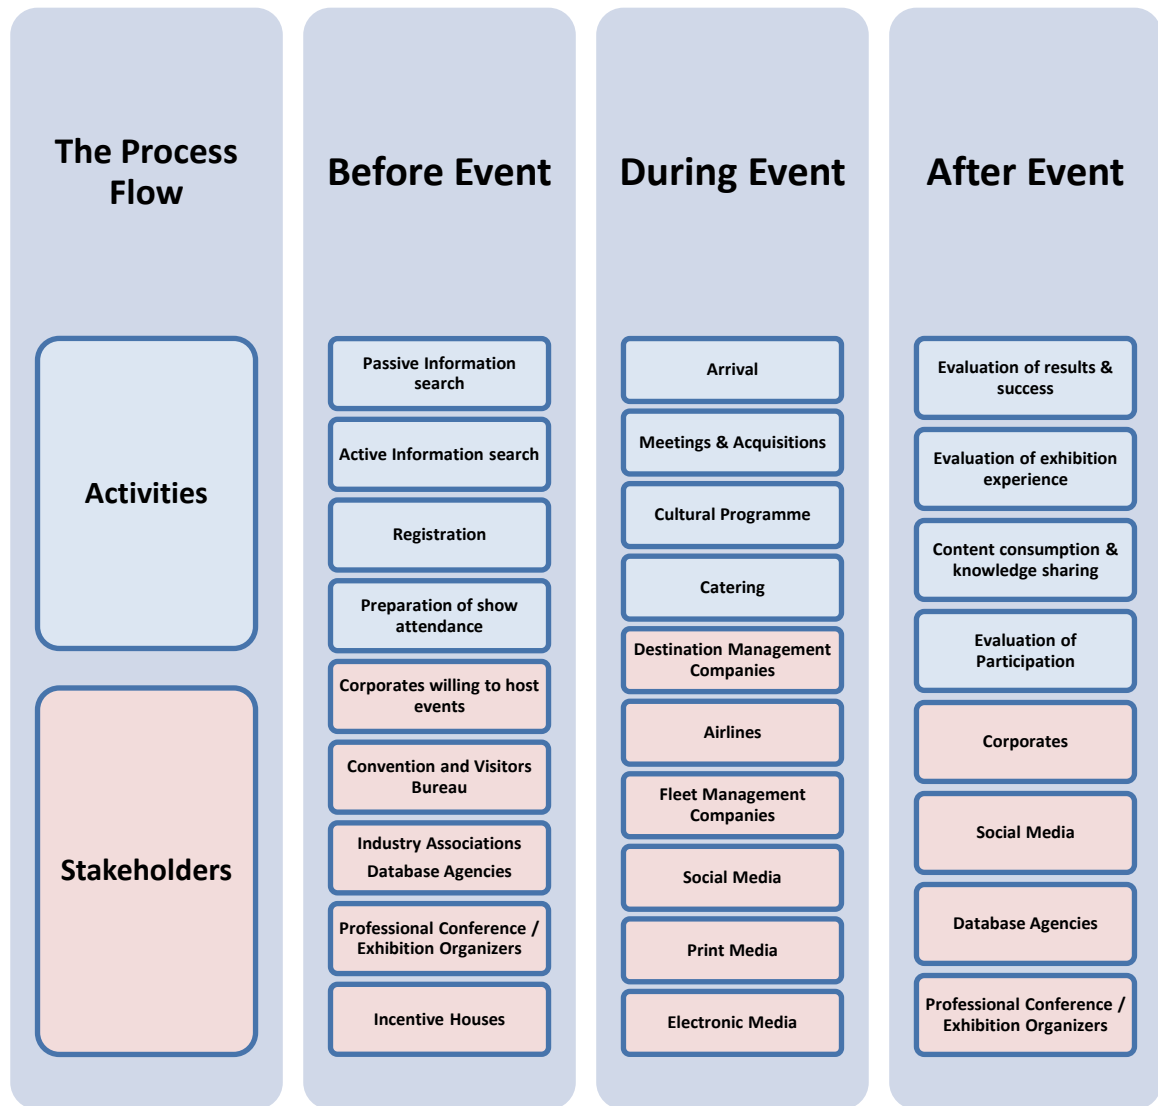 The Process
Flow
Activities
Stakeholders
Before Event
Passive Information
search
Active Information search
Registration
Preparation of show
attendance
Corporates willing to host
events
Convention and Visitors
Bureau
Industry Associations
Database Agencies
Professional Conference /
Exhibition Organizers
Incentive Houses
During Event
Arrival
Meetings & Acquisitions
Cultural Programme
Catering
Destination Management
Companies
Airlines
Fleet Management
Companies
Social Media
Print Media
Electronic Media
After Event
Evaluation of results &
success
Evaluation of exhibition
experience
Content consumption &
knowledge sharing
Evaluation of
Participation
Corporates
Social Media
Database Agencies
Professional Conference /
Exhibition Organizers